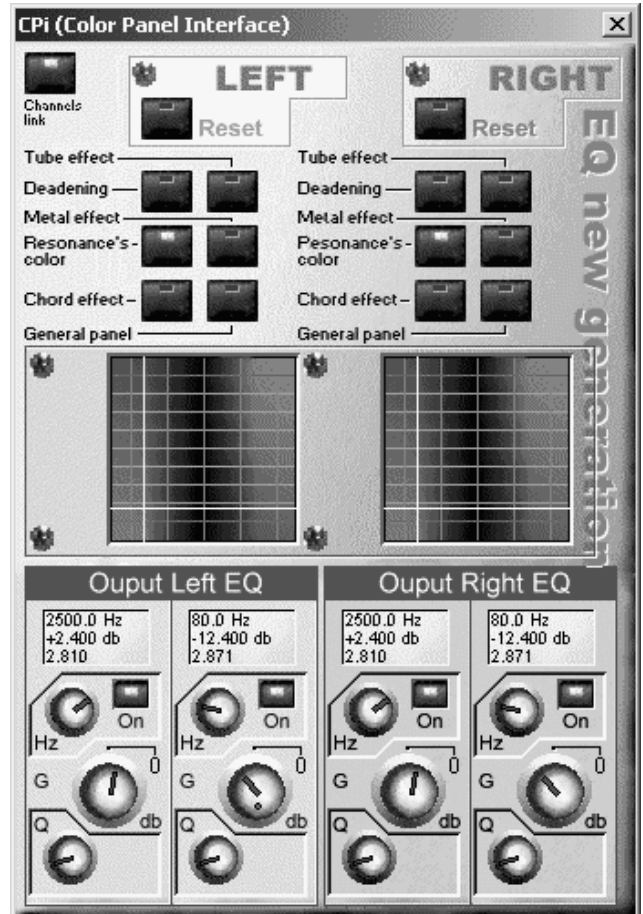 CPi (Color Panel Interface)
Channels
link
LEFT
Reset
RIGHT
Reset
EQ new generation
Tube effect
Deadening
Metal effect
Resonance's
color
Chord effect
General panel
Tube effect
Deadening
Metal effect
Pesonance's
color
Chord effect
General panel
Ouput Left EQ
2500.0 Hz
+2.400 db
2.810
On
Hz
0
G
db
Q
80.0 Hz
-12.400 db
2.871
On
Hz
0
G
db
Q
Ouput Right EQ
2500.0 Hz
+2.400 db
2.810
On
Hz
0
G
db
Q
80.0 Hz
-12.400 db
2.871
On
Hz
0
G
db
Q